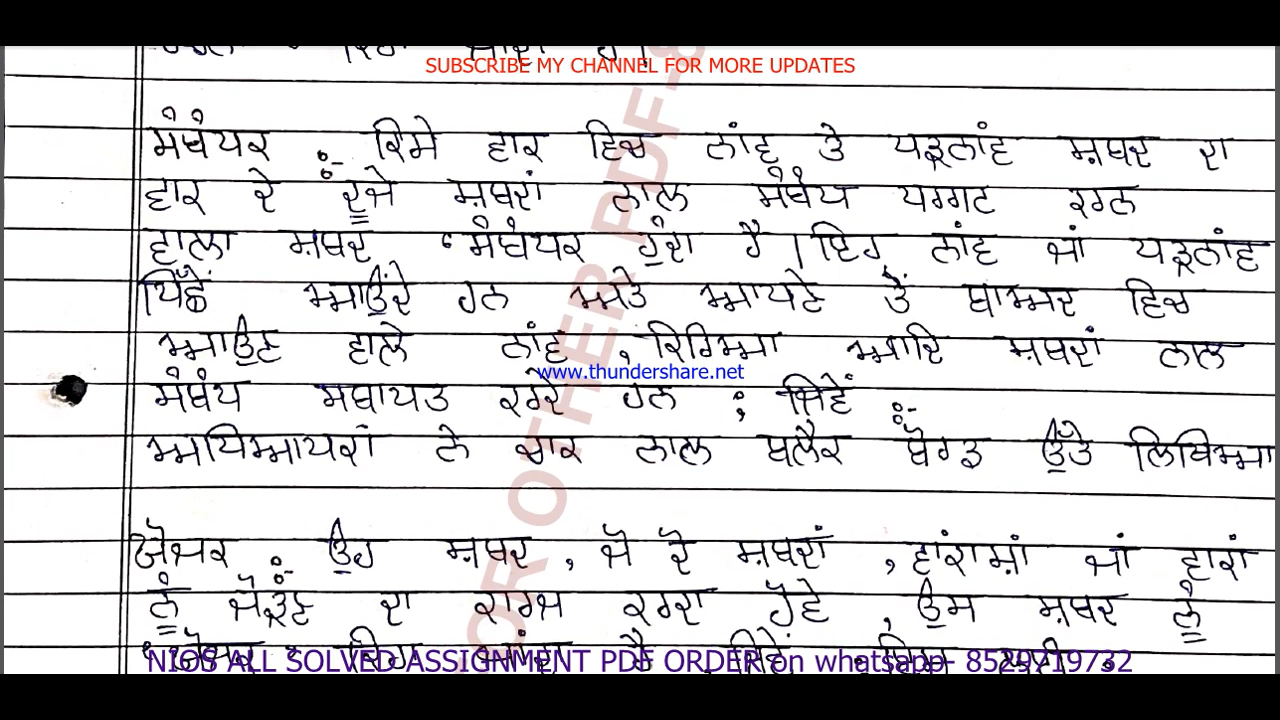 SUBSCRIBE MY CHANNEL FOR MORE UPDATES
ਸੰਬੰਧਕ :- ਕਿਸੇ ਵਾਕ ਵਿਚ ਨਾਂਵ ਤੇ ਪੜਨਾਂਵ ਸ਼ਬਦ ਦਾ
ਵਾਕ ਦੇ ਦੂਜੇ ਸ਼ਬਦਾਂ ਨਾਲ ਸੰਬੰਧ ਪਰਗਟ ਕਰਨ
ਵਾਲਾ ਸ਼ਬਦ ਸੰਬੰਧਕ ਹੁੰਦਾ ਹੈ । ਇਹ ਨਾਂਵ ਜਾਂ ਪੜਨਾਂਵ
ਪਿੱਛੋਂ ਆਉਂਦੇ ਹਨ ਅਤੇ ਆਪਣੇ ਤੋਂ ਬਾਅਦ ਵਿਚ
ਆਉਣ ਵਾਲੇ ਨਾਂਵ , ਕਿਰਿਆ ਆਦਿ ਸ਼ਬਦਾਂ ਨਾਲ
www.thundershare.net
ਸੰਬੰਧ ਸਥਾਪਤ ਕਰਦੇ ਹਨ ; ਜਿਵੇਂ :-
ਅਧਿਆਪਕਾਂ ਨੇ ਚਾਕ ਨਾਲ ਬਲੈਕ ਬੋਰਡ ਉੱਤੇ ਲਿਖਿਆ
ਯੋਜਕ :- ਉਹ ਸ਼ਬਦ , ਜੋ ਦੋ ਸ਼ਬਦਾਂ , ਵਾਂਕਾਸ਼ਾਂ ਜਾਂ ਵਾਕਾਂ
ਨੂੰ ਜੋੜਣ ਦਾ ਕਾਰਜ ਕਰਦਾ ਹੋਵੇ , ਉਸ ਸ਼ਬਦ ਨੂੰ
NIOS ALL SOLVED ASSIGNMENT PDF ORDER on whatsapp- 8529719732